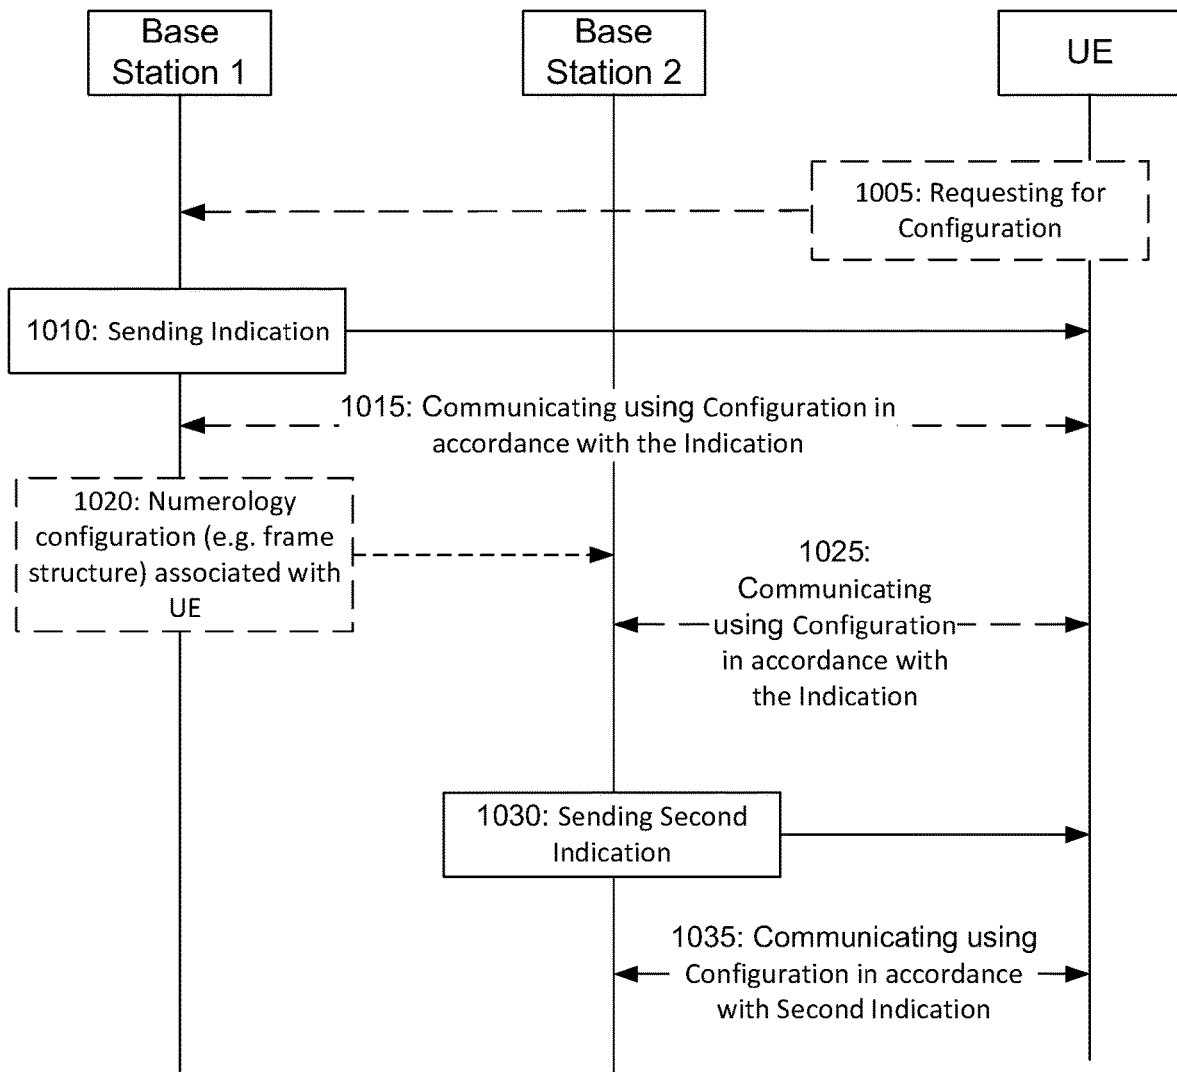 Base
Station 1
Base
Station 2
UE
1005: Requesting for
Configuration
1010: Sending Indication
1015: Communicating using Configuration in
accordance with the Indication
1020: Numerology
configuration (e.g. frame
structure) associated with
UE
1025:
Communicating
using Configuration
in accordance with
the Indication
1030: Sending Second
Indication
1035: Communicating using
Configuration in accordance
with Second Indication